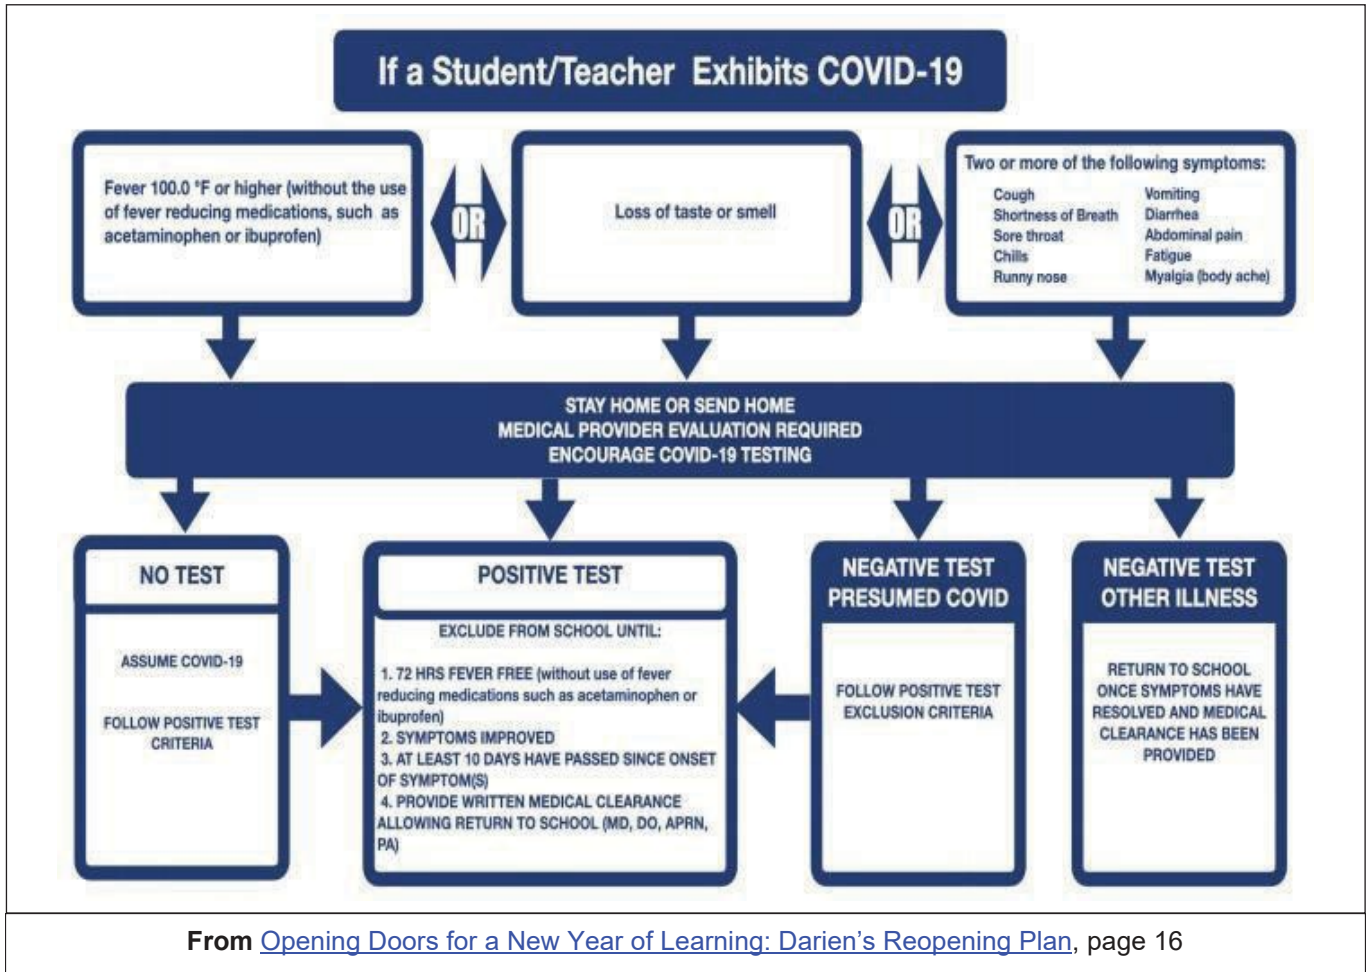 If a Student/Teacher Exhibits COVID-19
Fever 100.0 °F or higher (without the use
of fever reducing medications, such as
acetaminophen or ibuprofen)
OR
Loss of taste or smell
OR
Two or more of the following symptoms:
Cough
Shortness of Breath
Sore throat
Chills
Runny nose
Vomiting
Diarrhea
Abdominal pain
Fatigue
Myalgia (body ache)
STAY HOME OR SEND HOME
MEDICAL PROVIDER EVALUATION REQUIRED
ENCOURAGE COVID-19 TESTING
NO TEST
ASSUME COVID-19
FOLLOW POSITIVE TEST
CRITERIA
POSITIVE TEST
EXCLUDE FROM SCHOOL UNTIL:
1. 72 HRS FEVER FREE (without use of fever
reducing medications such as acetaminophen or
ibuprofen)
2. SYMPTOMS IMPROVED
3. AT LEAST 10 DAYS HAVE PASSED SINCE ONSET
OF SYMPTOM(S)
4. PROVIDE WRITTEN MEDICAL CLEARANCE
ALLOWING RETURN TO SCHOOL (MD, DO, APRN,
PA)
NEGATIVE TEST
PRESUMED COVID
FOLLOW POSITIVE TEST
EXCLUSION CRITERIA
NEGATIVE TEST
OTHER ILLNESS
RETURN TO SCHOOL
ONCE SYMPTOMS HAVE
RESOLVED AND MEDICAL
CLEARANCE HAS BEEN
PROVIDED
From Opening Doors for a New Year of Learning: Darien's Reopening Plan, page 16